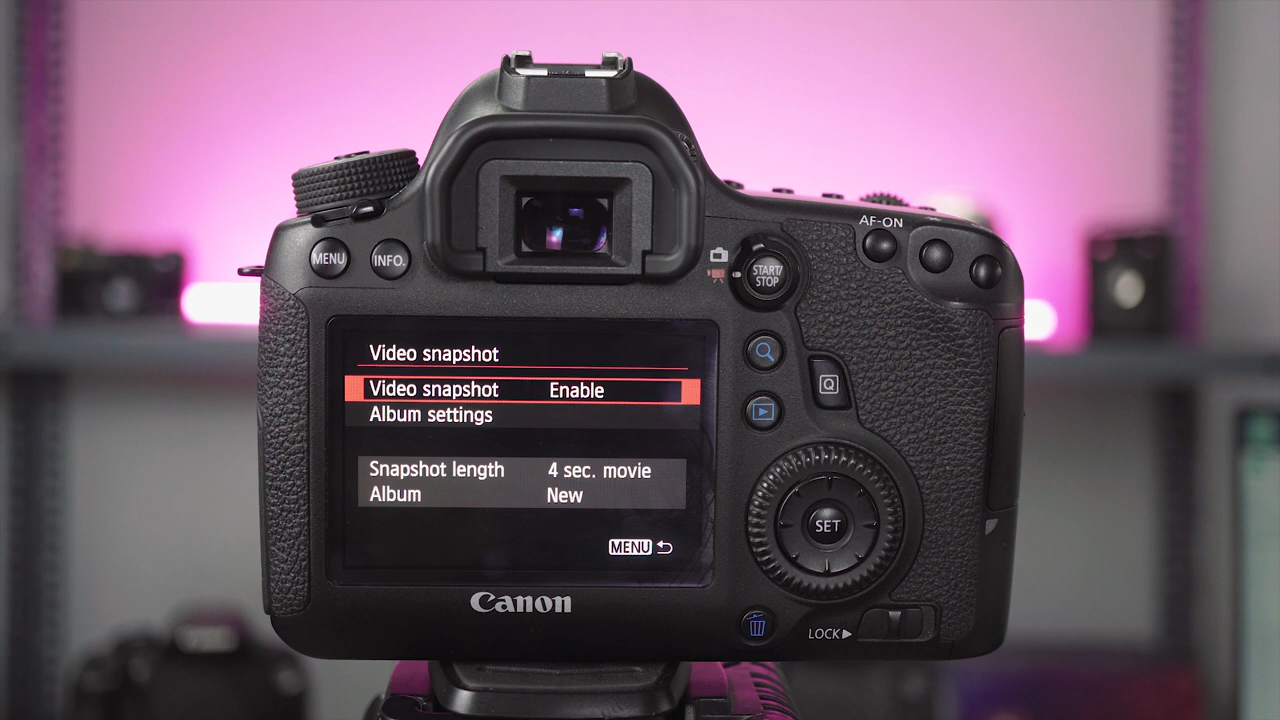 AF-ON
MENU
INFO.
START/
STOP
Video snapshot
Video snapshot Enable
Album settings
Q
Snapshot length 4 sec. movie
Album New
SET
MENU
Canon
LOCK